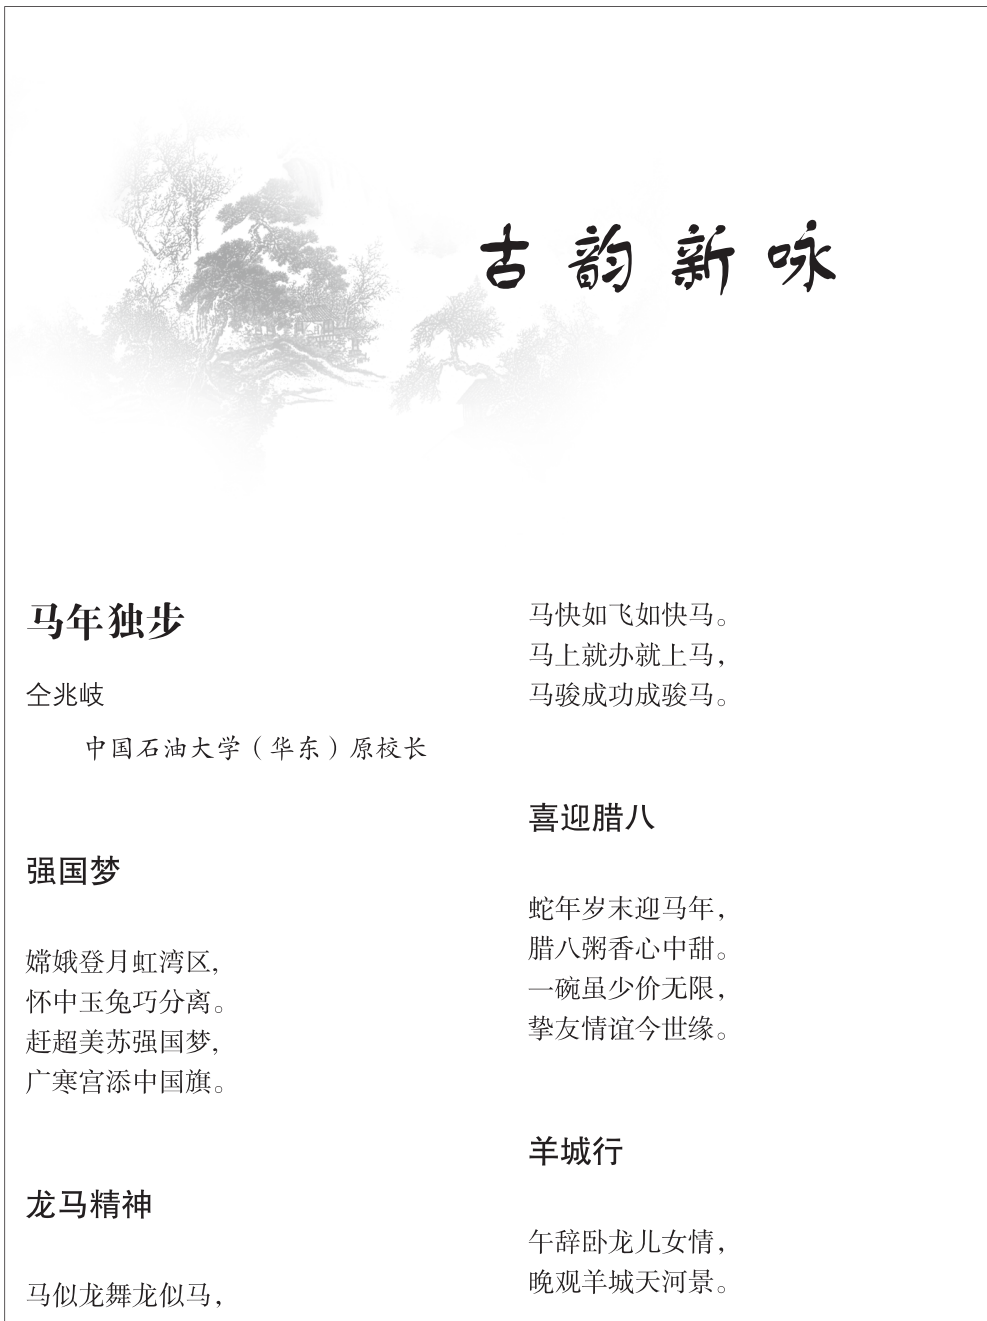 古韵新咏
马年独步
仝兆岐
中国石油大学（华东）原校长
强国梦
嫦娥登月虹湾区，
怀中玉兔巧分离。
赶超美苏强国梦，
广寒宫添中国旗。
龙马精神
马似龙舞龙似马，
马快如飞如快马。
马上就办就上马，
马骏成功成骏马。
喜迎腊八
蛇年岁末迎马年，
腊八粥香心中甜。
一碗虽少价无限，
挚友情谊今世缘。
羊城行
午辞卧龙儿女情，
晚观羊城天河景。